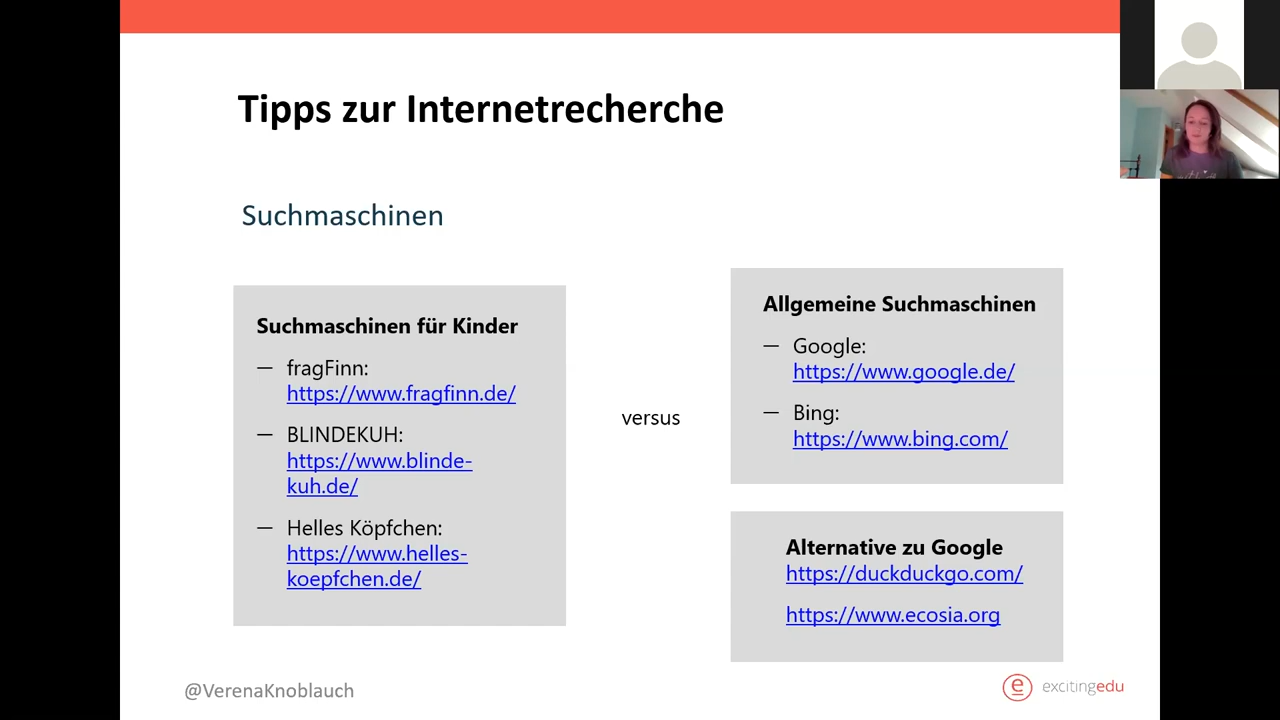 Tipps zur Internetrecherche
Suchmaschinen
Suchmaschinen für Kinder
— fragFinn:
https://www.fragfinn.de/
— BLINDEKUH:
https://www.blinde-
kuh.de/
— Helles Köpfchen:
https://www.helles-
koepfchen.de/
versus
Allgemeine Suchmaschinen
— Google:
https://www.google.de/
— Bing:
https://www.bing.com/
Alternative zu Google
https://duckduckgo.com/
https://www.ecosia.org
@VerenaKnoblauch
excitingedu